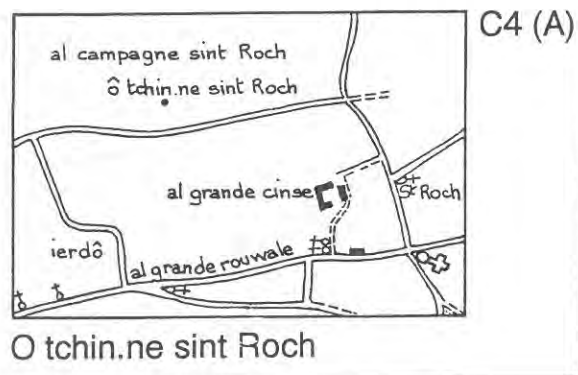 C4 (A)
al campagne sint Roch
ô tchin.ne sint Roch
al grande cinse
St Roch
ierdô
al grande rouwale
O tchin.ne sint Roch